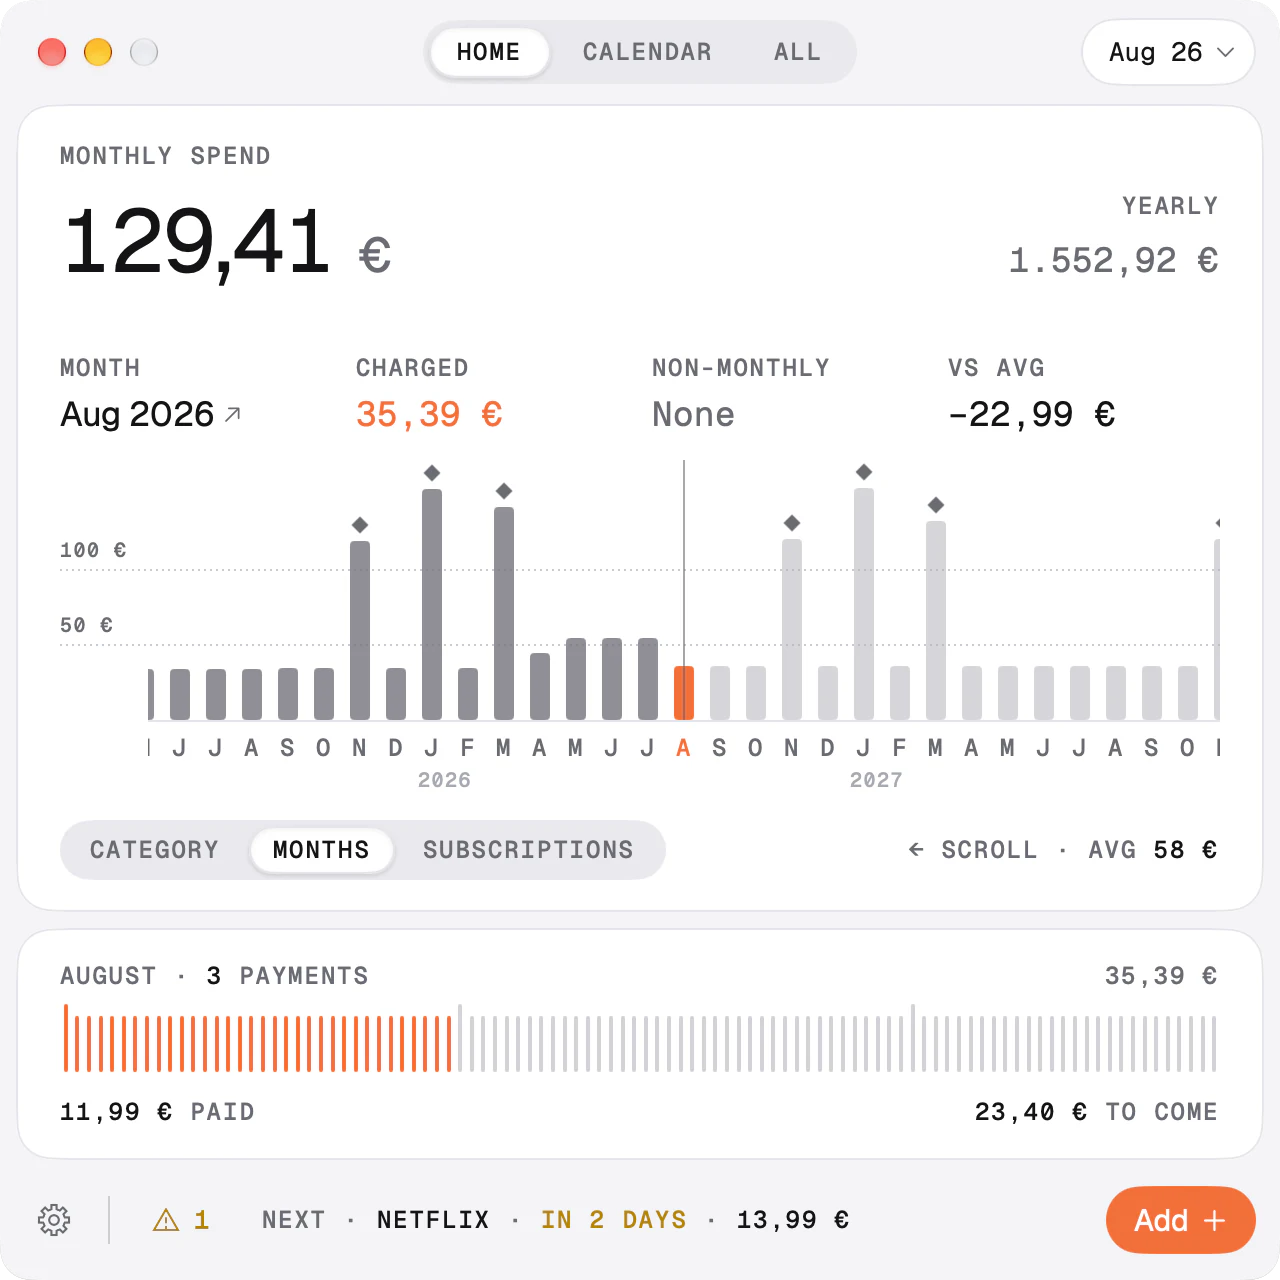 HOME CALENDAR ALL
Aug 26
MONTHLY SPEND
129,41 €
YEARLY
1.552,92 €
MONTH CHARGED NON-MONTHLY VS AVG
Aug 2026 35,39 € None −22,99 €
100 €
50 €
J J A S O N D J F M A M J J A S O N D J F M A M J J A S O
2026 2027
CATEGORY MONTHS SUBSCRIPTIONS
← SCROLL · AVG 58 €
AUGUST · 3 PAYMENTS 35,39 €
11,99 € PAID 23,40 € TO COME
1 NEXT · NETFLIX · IN 2 DAYS · 13,99 €
Add +